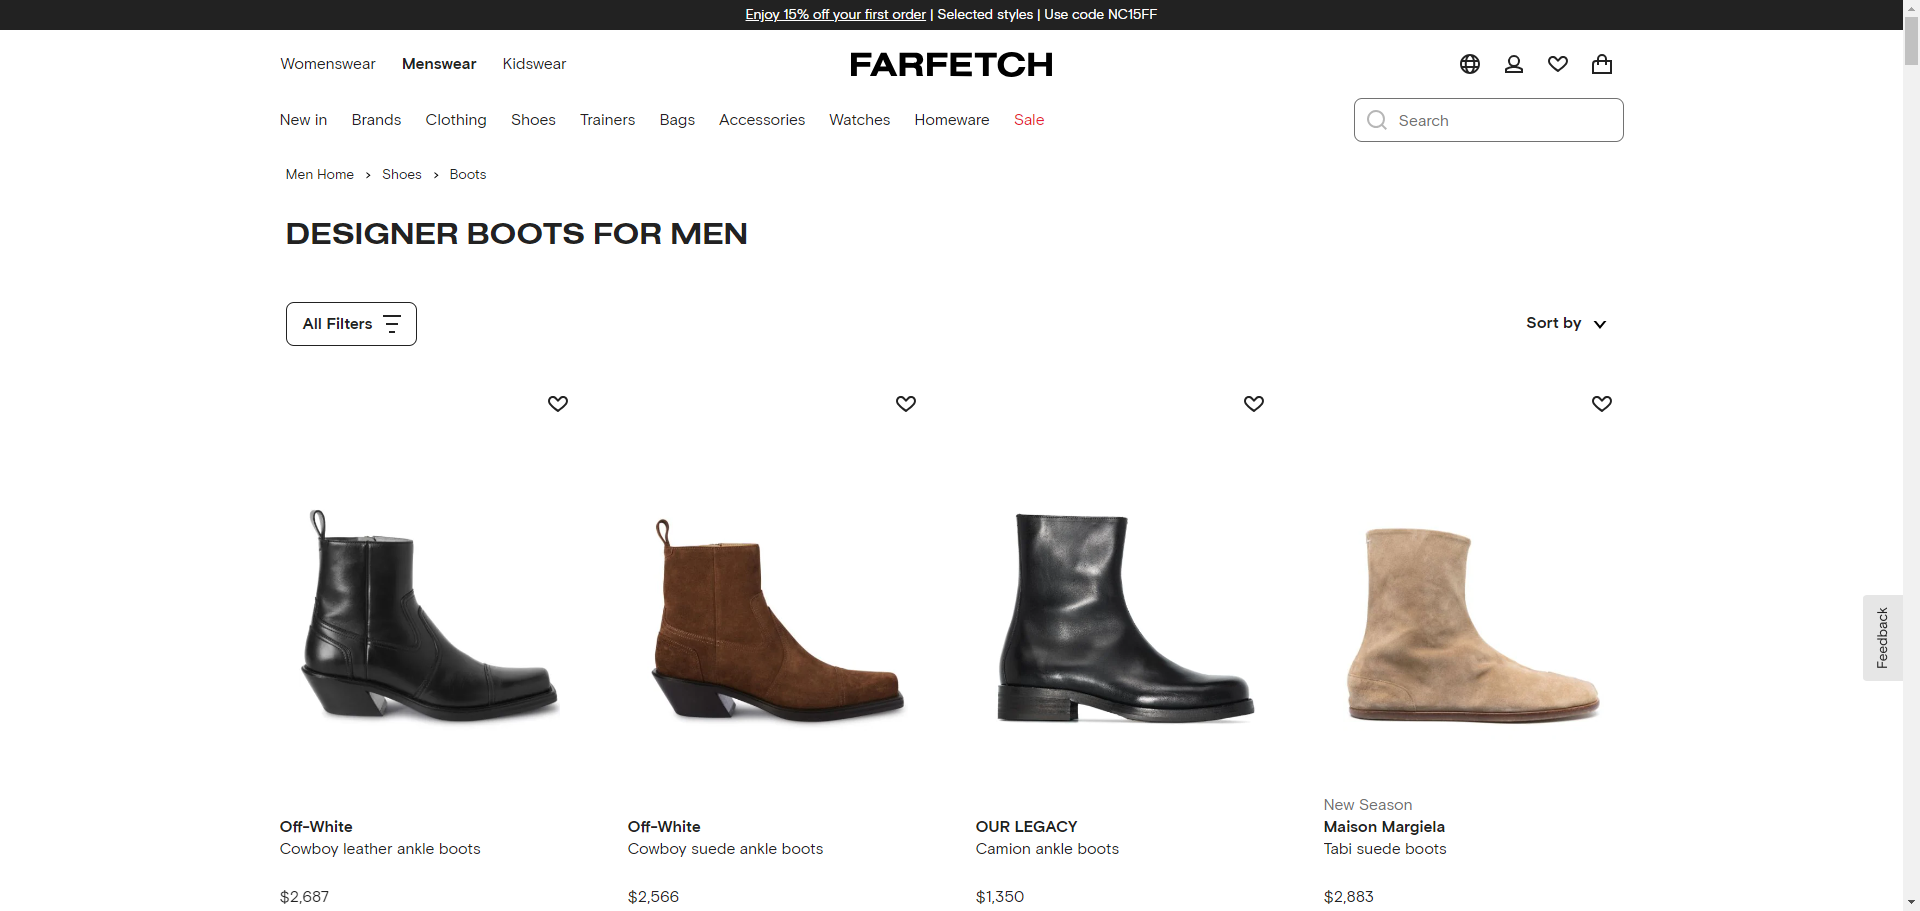 Enjoy 15% off your first order | Selected styles | Use code NC15FF
Womenswear Menswear Kidswear FARFETCH
New in Brands Clothing Shoes Trainers Bags Accessories Watches Homeware Sale Search
Men Home > Shoes > Boots
DESIGNER BOOTS FOR MEN
All Filters Sort by
Feedback
New Season
Off-White Off-White OUR LEGACY Maison Margiela
Cowboy leather ankle boots Cowboy suede ankle boots Camion ankle boots Tabi suede boots
$2,687 $2,566 $1,350 $2,883